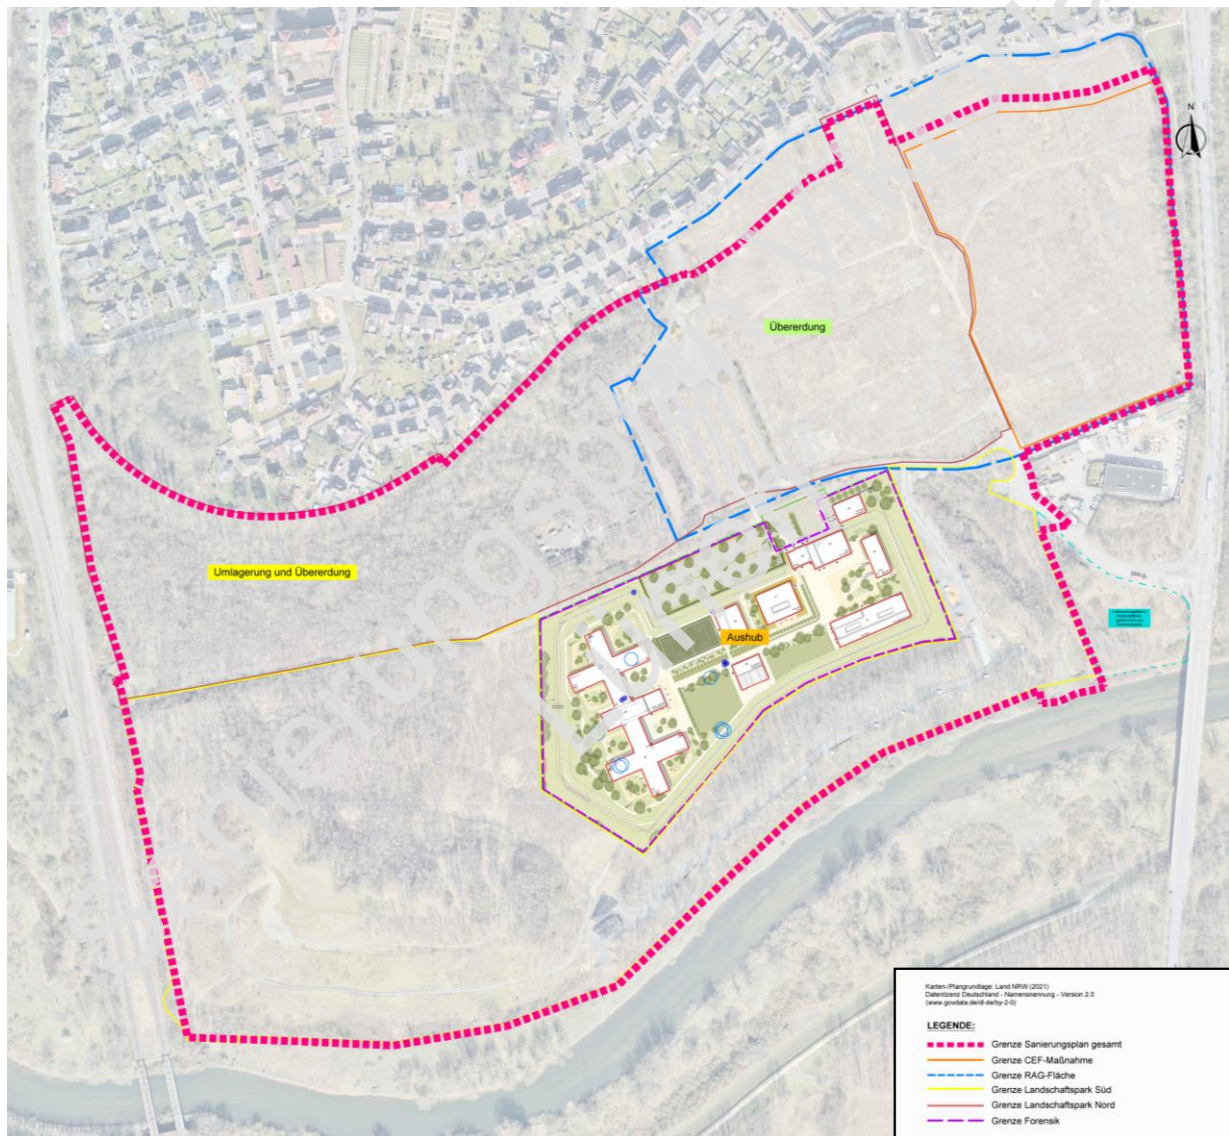 N
Übererdung
Umlagerung und Übererdung
Aushub
Karten-/Plangrundlage: Land NRW (2021)
Datenlizenz Deutschland - Namensnennung - Version 2.0
(www.govdata.de/dl-de/by-2-0)
LEGENDE:
Grenze Sanierungsplan gesamt
Grenze CEF-Maßnahme
Grenze RAG-Fläche
Grenze Landschaftspark Süd
Grenze Landschaftspark Nord
Grenze Forensik